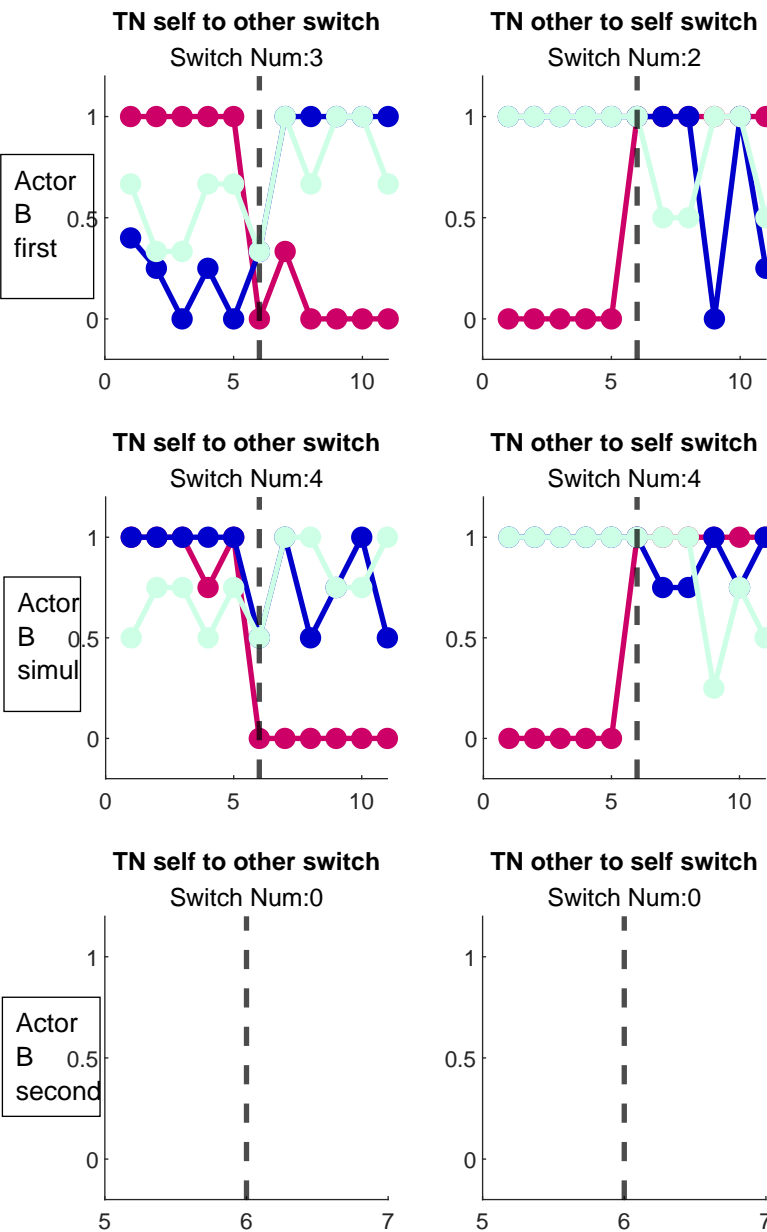 TN self to other switch
Switch Num:3
TN other to self switch
Switch Num:2
Actor
B
first
1
0.5
0
0
5
10
1
0.5
0
0
5
10
TN self to other switch
Switch Num:4
TN other to self switch
Switch Num:4
Actor
B
simul
1
0.5
0
0
5
10
1
0.5
0
0
5
10
TN self to other switch
Switch Num:0
TN other to self switch
Switch Num:0
Actor
B
second
1
0.5
0
5
6
7
1
0.5
0
5
6
7